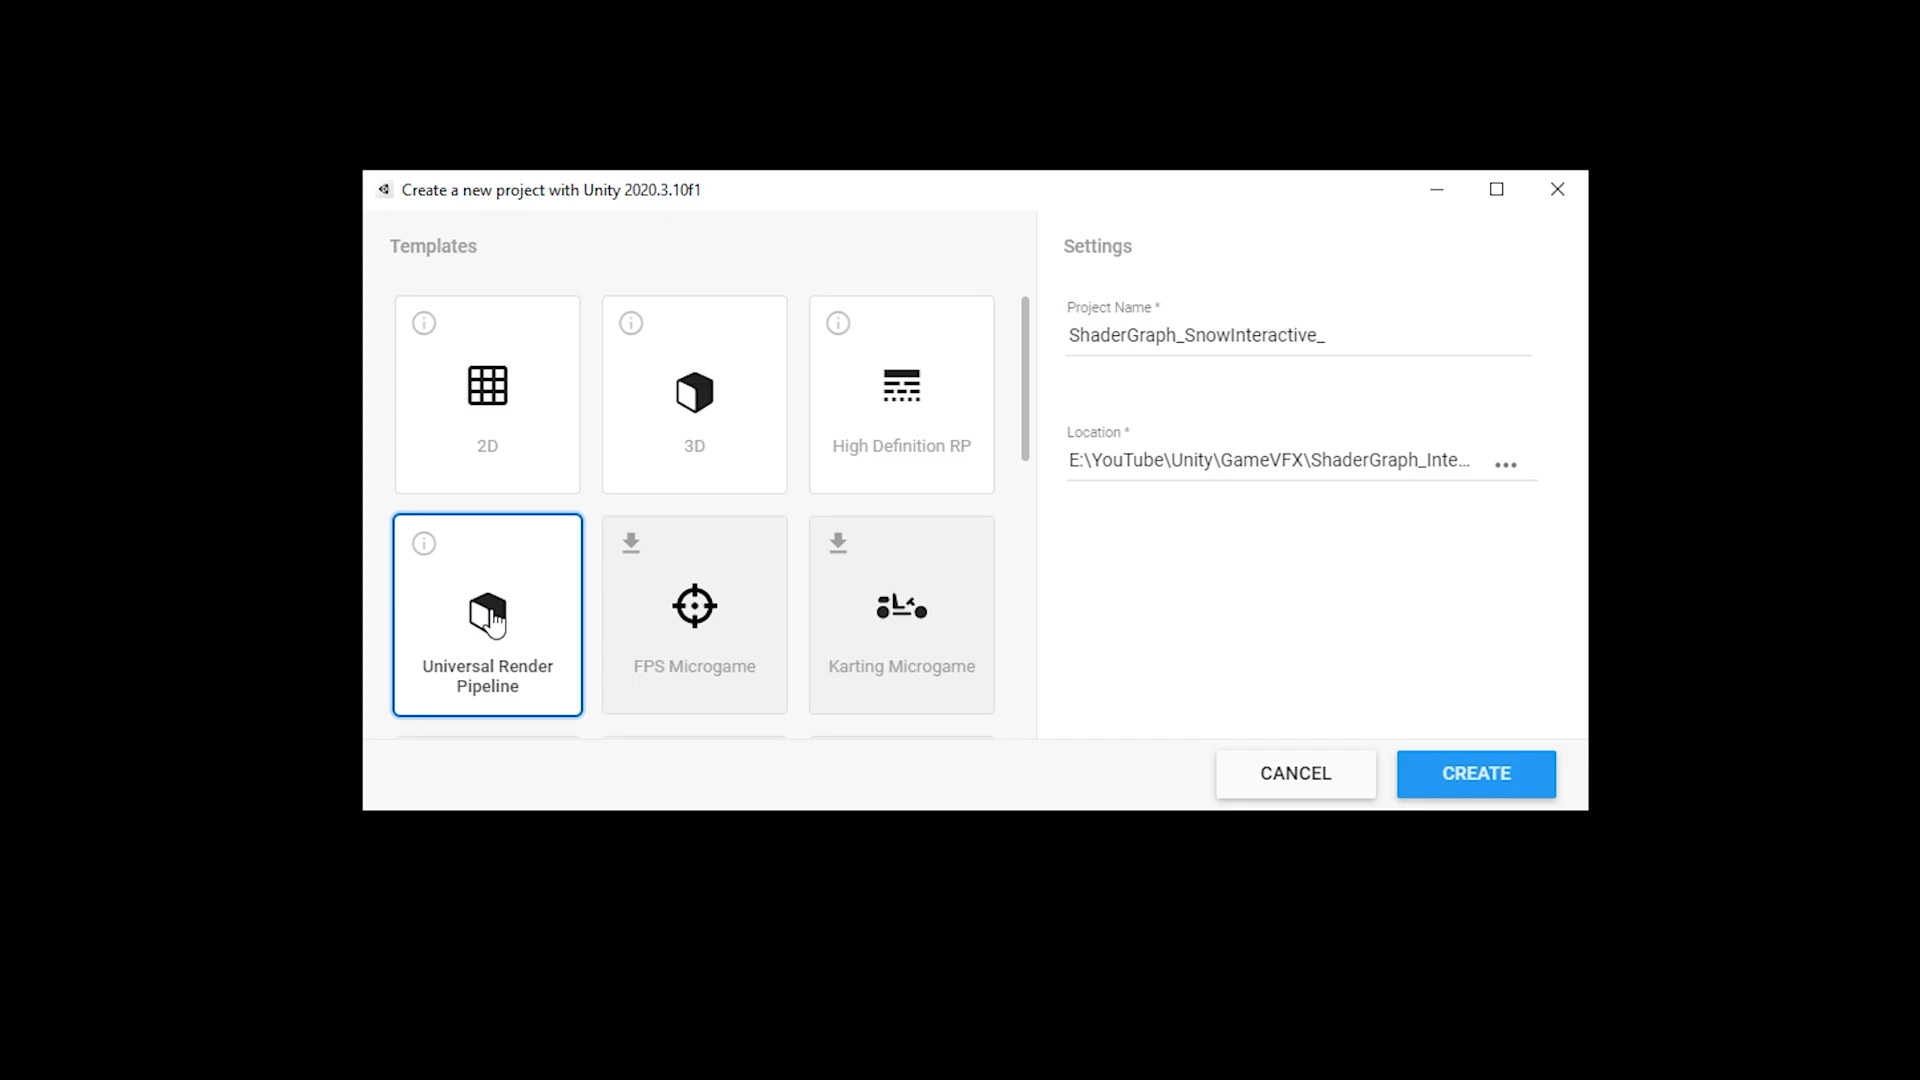 Create a new project with Unity 2020.3.10f1
Templates
Settings
2D
3D
High Definition RP
Project Name *
ShaderGraph_SnowInteractive_
Location *
E:\YouTube\Unity\GameVFX\ShaderGraph_Inte...
Universal Render
Pipeline
FPS Microgame
Karting Microgame
CANCEL
CREATE